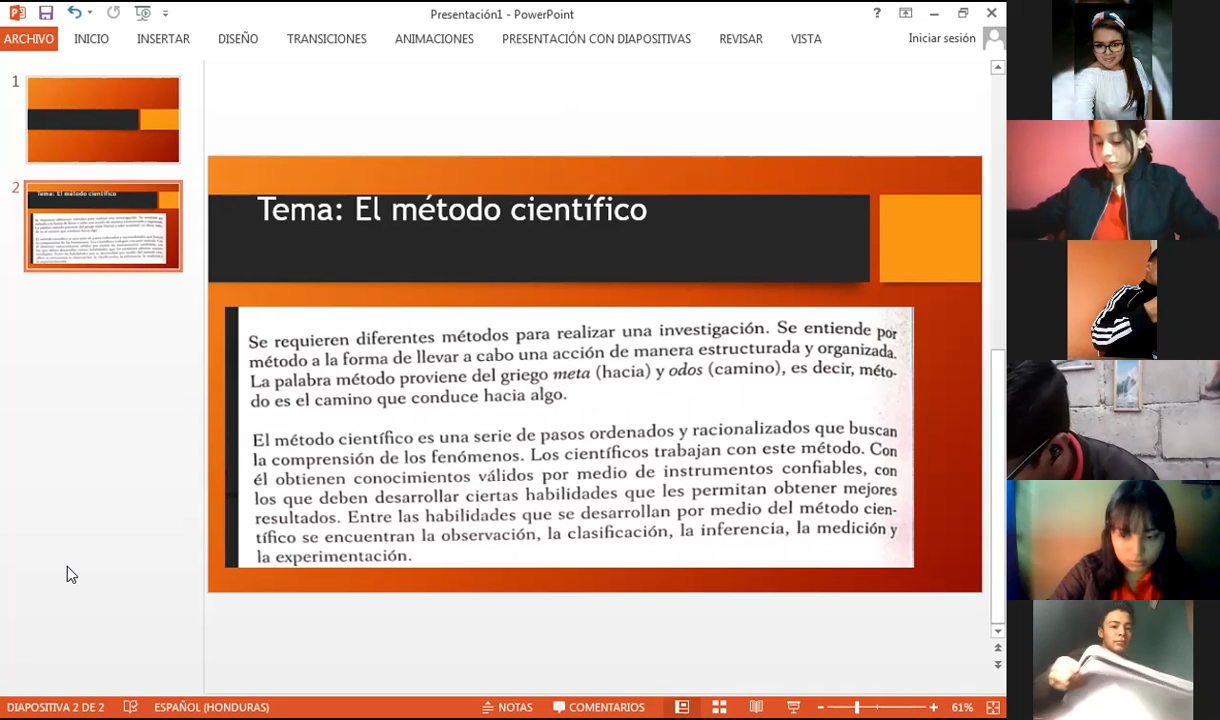 Presentación1 - PowerPoint
?
ARCHIVO INICIO INSERTAR DISEÑO TRANSICIONES ANIMACIONES PRESENTACIÓN CON DIAPOSITIVAS REVISAR VISTA Iniciar sesión
1
2
Tema: El método científico
Tema: El método científico
Se requieren diferentes métodos para realizar una investigación. Se entiende por
método a la forma de llevar a cabo una acción de manera estructurada y organizada.
La palabra método proviene del griego meta (hacia) y odos (camino), es decir, méto-
do es el camino que conduce hacia algo.
El método científico es una serie de pasos ordenados y racionalizados que buscan
la comprensión de los fenómenos. Los científicos trabajan con este método. Con
él obtienen conocimientos válidos por medio de instrumentos confiables, con
los que deben desarrollar ciertas habilidades que les permitan obtener mejores
resultados. Entre las habilidades que se desarrollan por medio del método cien-
tífico se encuentran la observación, la clasificación, la inferencia, la medición y
la experimentación.
DIAPOSITIVA 2 DE 2 ESPAÑOL (HONDURAS) NOTAS COMENTARIOS 61%